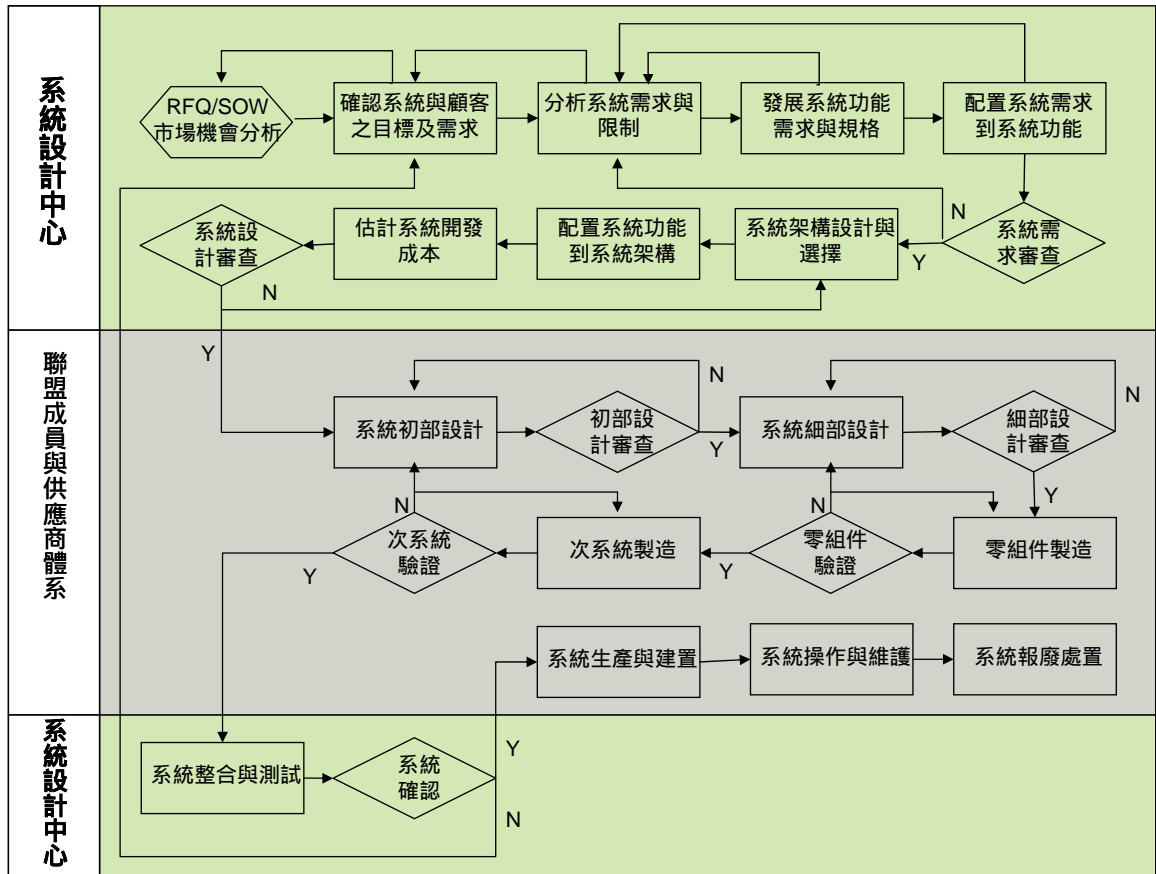 系統設計中心
RFQ/SOW
市場機會分析
確認系統與顧客
之目標及需求
分析系統需求與
限制
發展系統功能
需求與規格
配置系統需求
到系統功能
系統設
計審查
估計系統開發
成本
配置系統功能
到系統架構
系統架構設計與
選擇
N
Y
系統需
求審查
N
聯盟成員與供應商體系
Y
系統初部設計
初部設
計審查
N
Y
系統細部設計
細部設
計審查
N
Y
次系統
驗證
N
Y
次系統製造
零組件
驗證
N
Y
零組件製造
系統生產與建置
系統操作與維護
系統報廢處置
系統設計中心
系統整合與測試
系統
確認
Y
N